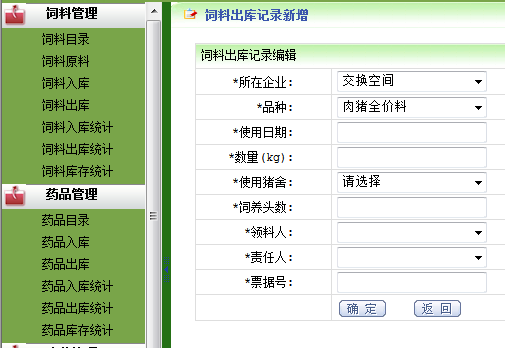 饲料管理
饲料目录
饲料原料
饲料入库
饲料出库
饲料入库统计
饲料出库统计
饲料库存统计
药品管理
药品目录
药品入库
药品出库
药品入库统计
药品出库统计
药品库存统计
饲料出库记录新增
饲料出库记录编辑
*所在企业: 交换空间
*品种: 肉猪全价料
*使用日期:
*数量(kg):
*使用猪舍: 请选择
*饲养头数:
*领料人:
*责任人:
*票据号:
确 定 返 回